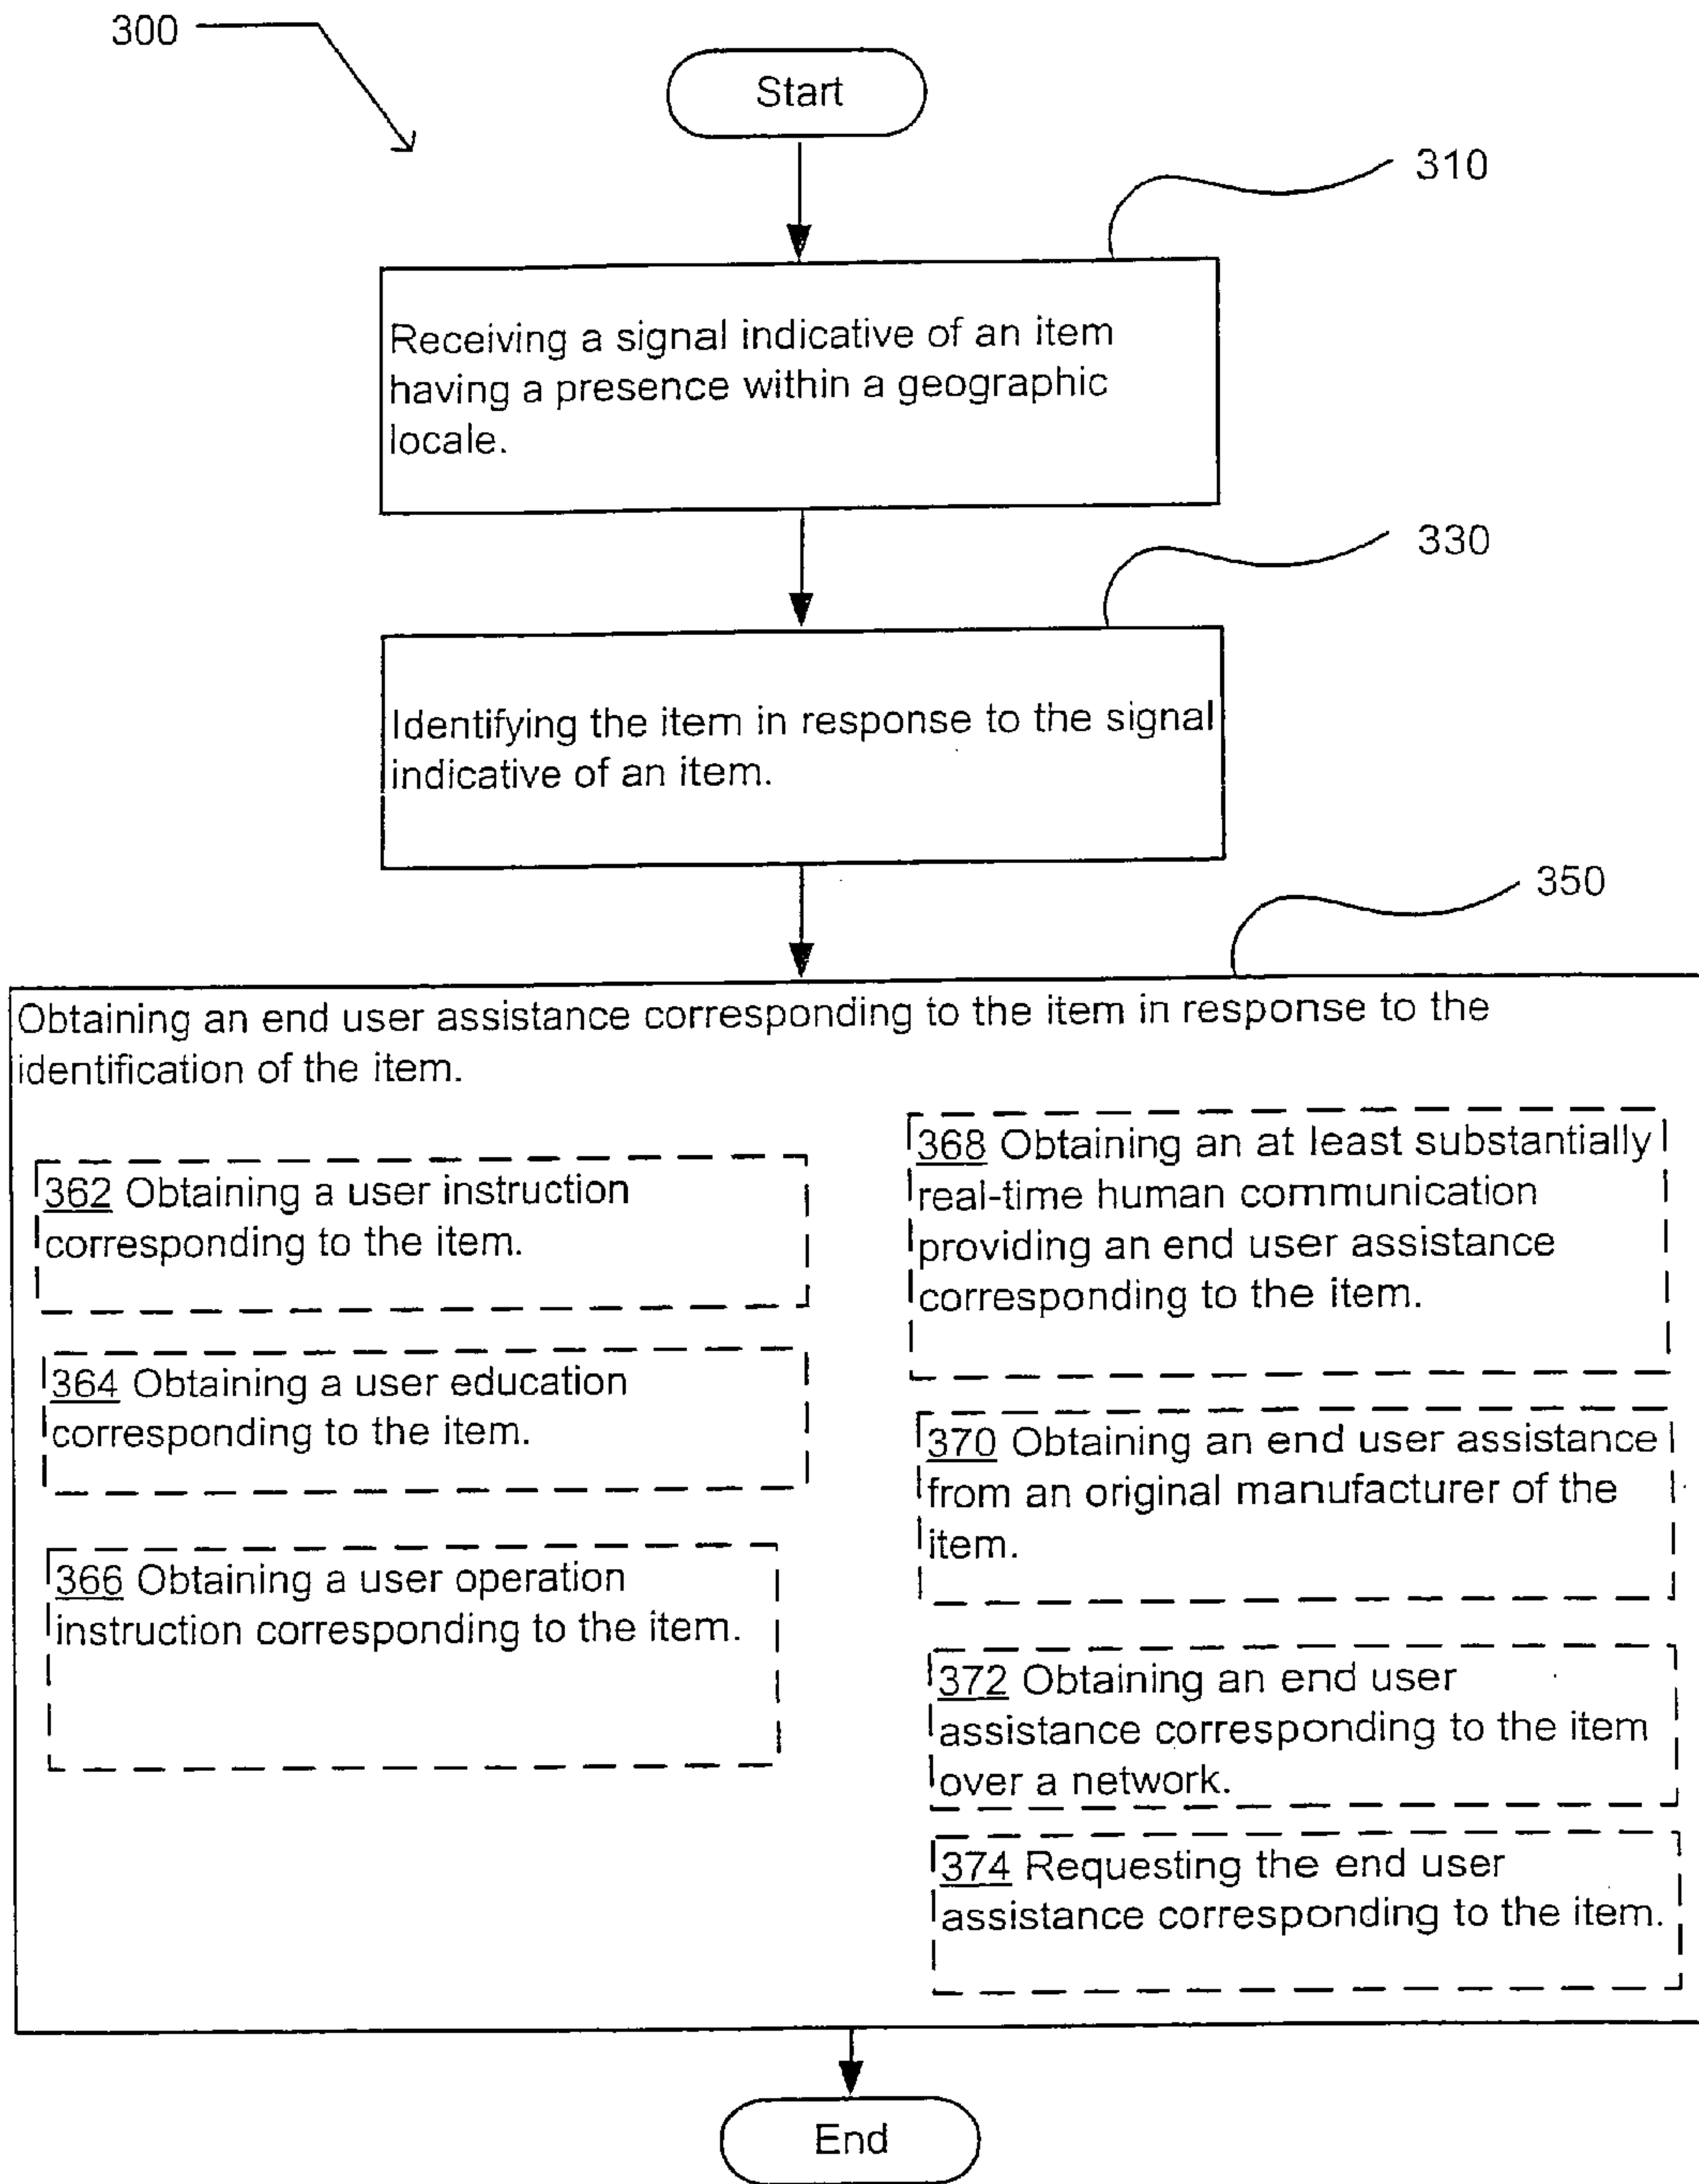 300
Start
310
Receiving a signal indicative of an item
having a presence within a geographic
locale.
330
Identifying the item in response to the signal
indicative of an item.
350
Obtaining an end user assistance corresponding to the item in response to the
identification of the item.
362 Obtaining a user instruction
corresponding to the item.
364 Obtaining a user education
corresponding to the item.
366 Obtaining a user operation
instruction corresponding to the item.
368 Obtaining an at least substantially
real-time human communication
providing an end user assistance
corresponding to the item.
370 Obtaining an end user assistance
from an original manufacturer of the
item.
372 Obtaining an end user
assistance corresponding to the item
over a network.
374 Requesting the end user
assistance corresponding to the item.
End